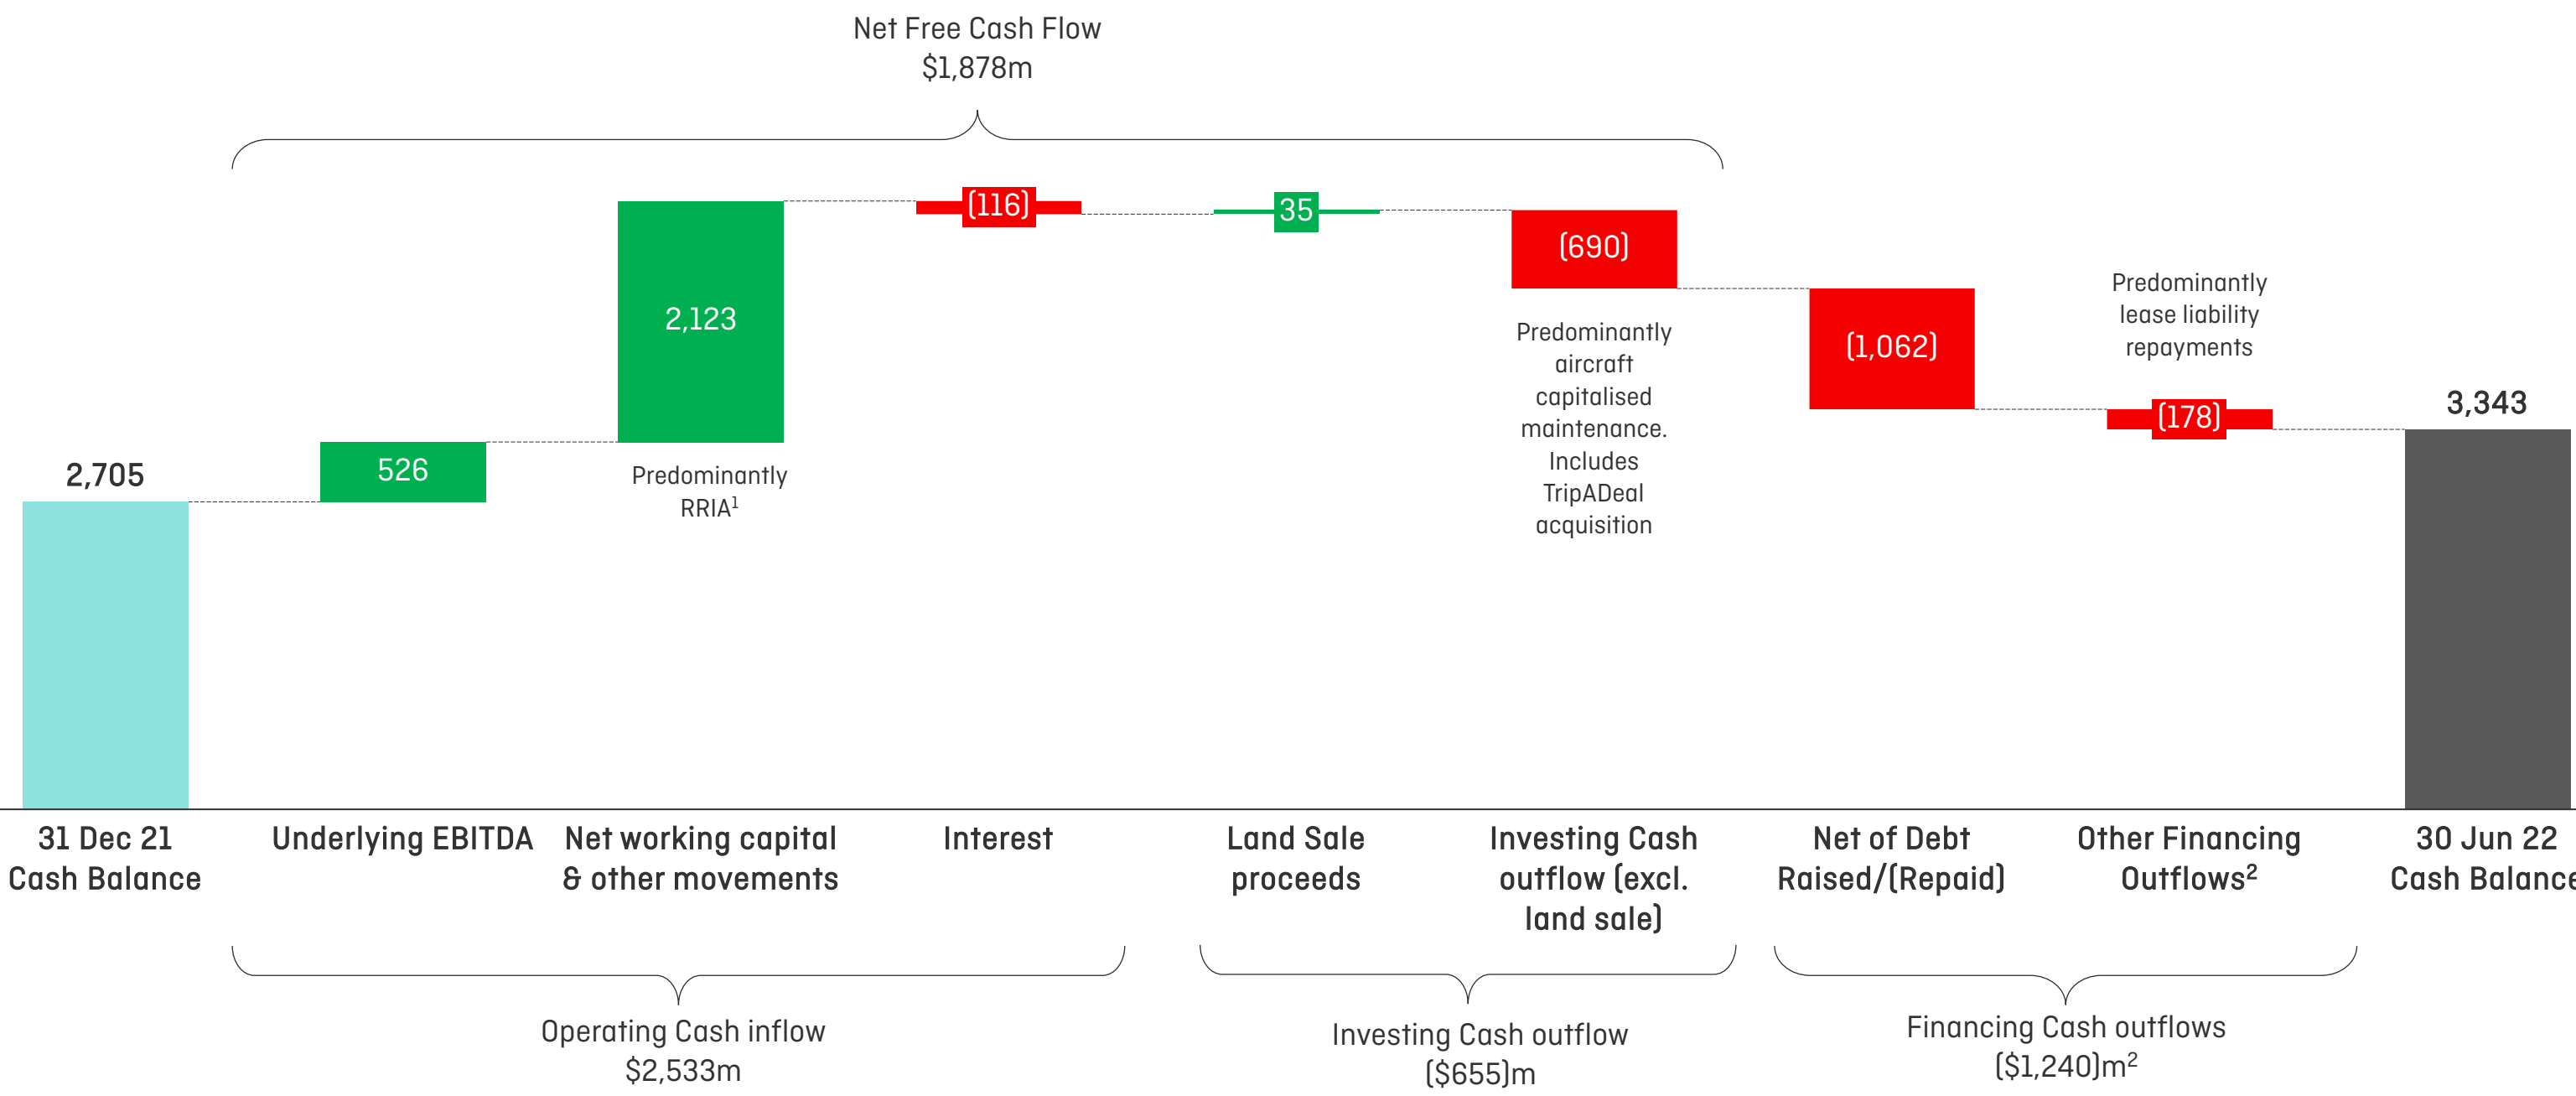 Net Free Cash Flow
$1,878m
2,705
526
2,123
Predominantly
RRIA¹
(116)
35
(690)
Predominantly
aircraft
capitalised
maintenance.
Includes
TripADeal
acquisition
(1,062)
Predominantly
lease liability
repayments
(178)
3,343
31 Dec 21
Cash Balance
Underlying EBITDA
Net working capital
& other movements
Interest
Land Sale
proceeds
Investing Cash
outflow (excl.
land sale)
Net of Debt
Raised/(Repaid)
Other Financing
Outflows²
30 Jun 22
Cash Balance
Operating Cash inflow
$2,533m
Investing Cash outflow
($655)m
Financing Cash outflows
($1,240)m²